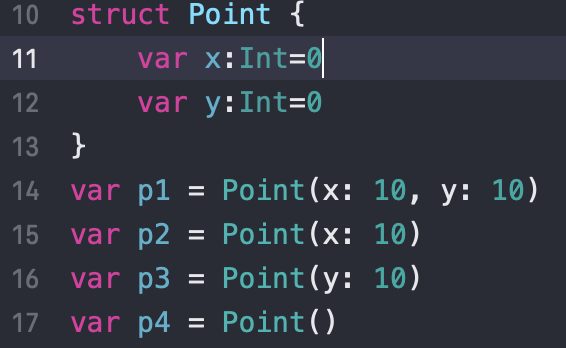 10 struct Point {
11     var x:Int=0
12     var y:Int=0
13 }
14 var p1 = Point(x: 10, y: 10)
15 var p2 = Point(x: 10)
16 var p3 = Point(y: 10)
17 var p4 = Point()